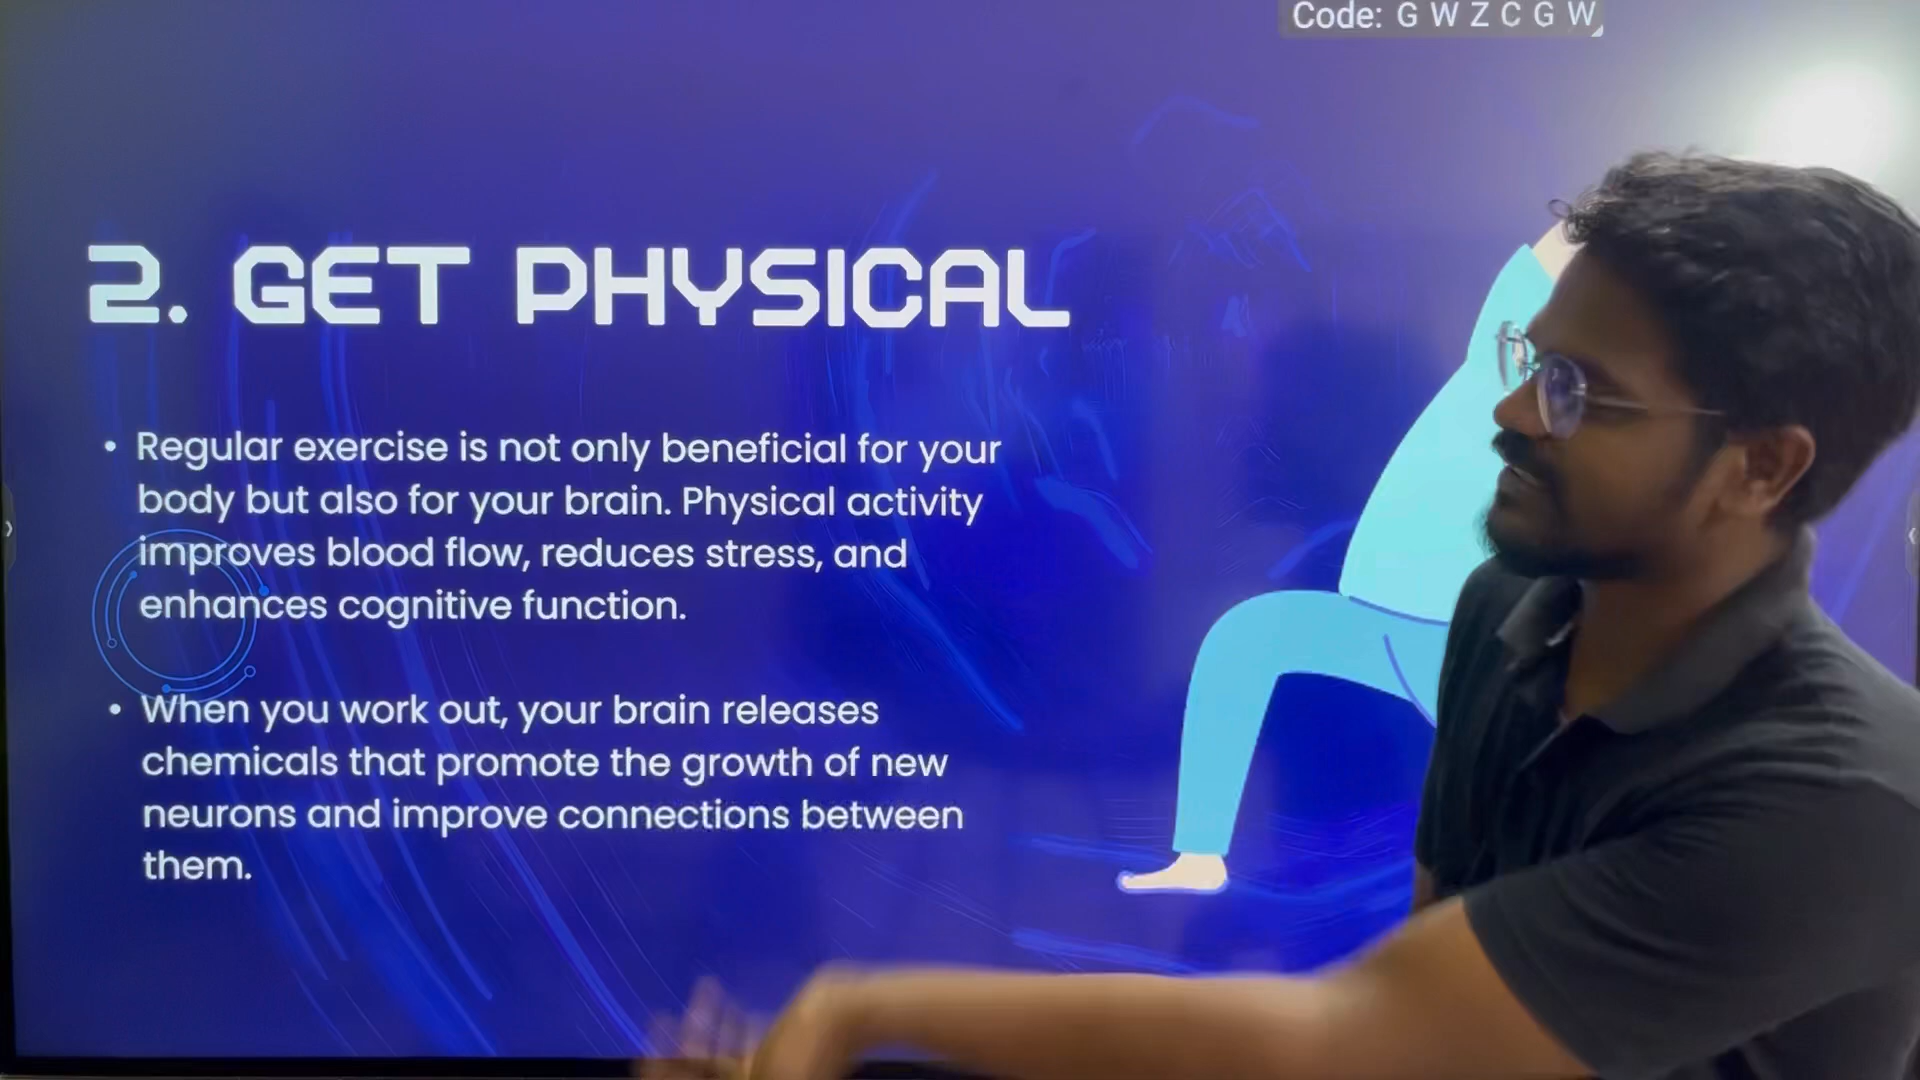 Code: G W Z C G W
2. GET PHYSICAL
• Regular exercise is not only beneficial for your
body but also for your brain. Physical activity
improves blood flow, reduces stress, and
enhances cognitive function.
• When you work out, your brain releases
chemicals that promote the growth of new
neurons and improve connections between
them.